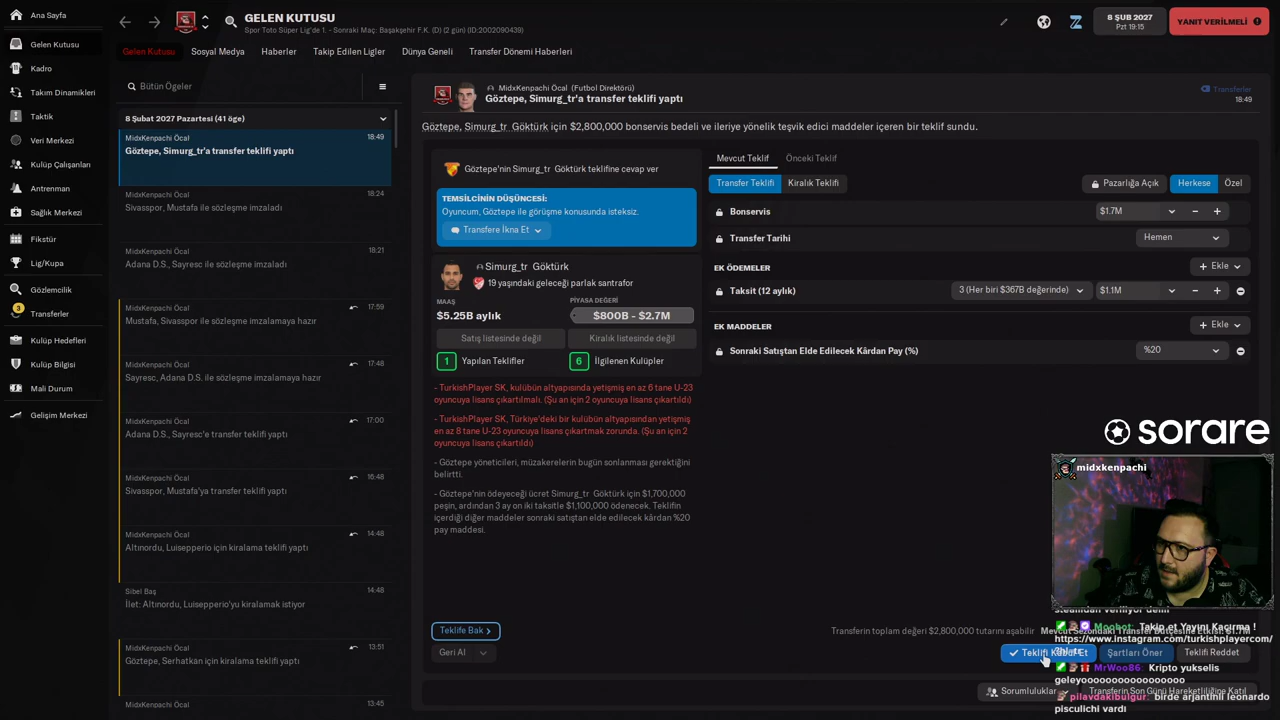 Ana Sayfa
Gelen Kutusu
Kadro
Takım Dinamikleri
Taktik
Veri Merkezi
Kulüp Çalışanları
Antrenman
Sağlık Merkezi
Fikstür
Lig/Kupa
Gözlemcilik
3
Transferler
Kulüp Hedefleri
Kulüp Bilgisi
Mali Durum
Gelişim Merkezi
GELEN KUTUSU
Spor Toto Süper Lig'de 1. - Sonraki Maç: Başakşehir F.K. (D) (2 gün) (ID:2002090439)
8 ŞUB 2027
Pzt 19:15
YANIT VERİLMELİ
Gelen Kutusu
Sosyal Medya
Haberler
Takip Edilen Ligler
Dünya Geneli
Transfer Dönemi Haberleri
Bütün Ögeler
8 Şubat 2027 Pazartesi (41 öge)
MidxKenpachi Öcal 18:49
Göztepe, Simurg_tr'a transfer teklifi yaptı
MidxKenpachi Öcal 18:24
Sivasspor, Mustafa ile sözleşme imzaladı
MidxKenpachi Öcal 18:21
Adana D.S., Sayresc ile sözleşme imzaladı
MidxKenpachi Öcal 17:59
Mustafa, Sivasspor ile sözleşme imzalamaya hazır
MidxKenpachi Öcal 17:48
Sayresc, Adana D.S. ile sözleşme imzalamaya hazır
MidxKenpachi Öcal 17:00
Adana D.S., Sayresc'e transfer teklifi yaptı
MidxKenpachi Öcal 16:48
Sivasspor, Mustafa'ya transfer teklifi yaptı
MidxKenpachi Öcal 14:48
Altınordu, Luisepperio için kiralama teklifi yaptı
Sibel Baş 14:48
İlet: Altınordu, Luisepperio'yu kiralamak istiyor
MidxKenpachi Öcal 13:51
Göztepe, Serhatkan için kiralama teklifi yaptı
MidxKenpachi Öcal 13:45
MidxKenpachi Öcal (Futbol Direktörü)
Göztepe, Simurg_tr'a transfer teklifi yaptı
Transferler
18:49
Göztepe, Simurg_tr Göktürk için $2,800,000 bonservis bedeli ve ileriye yönelik teşvik edici maddeler içeren bir teklif sundu.
Göztepe'nin Simurg_tr Göktürk teklifine cevap ver
TEMSİLCİNİN DÜŞÜNCESİ:
Oyuncum, Göztepe ile görüşme konusunda isteksiz.
Transfere İkna Et
Simurg_tr Göktürk
19 yaşındaki geleceği parlak santrafor
MAAŞ
$5.25B aylık
PİYASA DEĞERİ
$800B - $2.7M
Satış listesinde değil
Kiralık listesinde değil
1 Yapılan Teklifler
6 İlgilenen Kulüpler
- TurkishPlayer SK, kulübün altyapısında yetişmiş en az 6 tane U-23
oyuncuya lisans çıkartılmalı. (Şu an için 2 oyuncuya lisans çıkartıldı)
- TurkishPlayer SK, Türkiye'deki bir kulübün altyapısından yetişmiş
en az 8 tane U-23 oyuncuya lisans çıkartmak zorunda. (Şu an için 2
oyuncuya lisans çıkartıldı)
- Göztepe yöneticileri, müzakerelerin bugün sonlanması gerektiğini
belirtti.
- Göztepe'nin ödeyeceği ücret Simurg_tr Göktürk için $1,700,000
peşin, ardından 3 ay on iki taksitle $1,100,000 ödenecek. Teklifin
içerdiği diğer maddeler sonraki satıştan elde edilecek kârdan %20
pay maddesi.
Teklife Bak
Geri Al
Mevcut Teklif
Önceki Teklif
Transfer Teklifi
Kiralık Teklifi
Pazarlığa Açık
Herkese
Özel
Bonservis $1.7M
Transfer Tarihi Hemen
EK ÖDEMELER + Ekle
Taksit (12 aylık) 3 (Her biri $367B değerinde) $1.1M
EK MADDELER + Ekle
Sonraki Satıştan Elde Edilecek Kârdan Pay (%) %20
Transferin toplam değeri $2,800,000 tutarını aşabilir
Şartları Öner
Teklifi Reddet
Sorumluluklar
Transferin Son Günü Hareketliliğine Katıl
sorare
midxkenpachi
Moobot: Takip et Yayını Kaçırma !
https://www.instagram.com/turkishplayercom/
MrWoo86: Kripto yukselis
geleyooooooooooooooo
pilavdakibulgur: birde arjantinli leonardo
pisculichi vardı